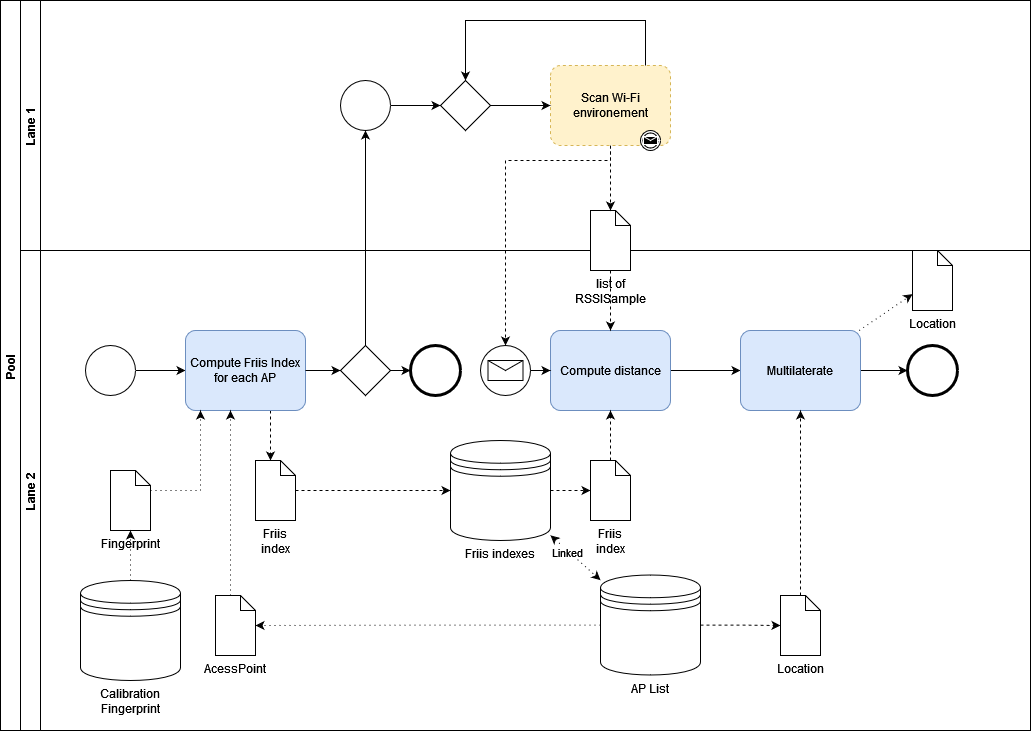 Pool
Lane 1
Scan Wi-Fi
environement
list of
RSSISample
Lane 2
Location
Compute Friis Index
for each AP
Compute distance
Multilaterate
Fingerprint
Friis
index
Friis indexes
Friis
index
Linked
Calibration
Fingerprint
AcessPoint
AP List
Location